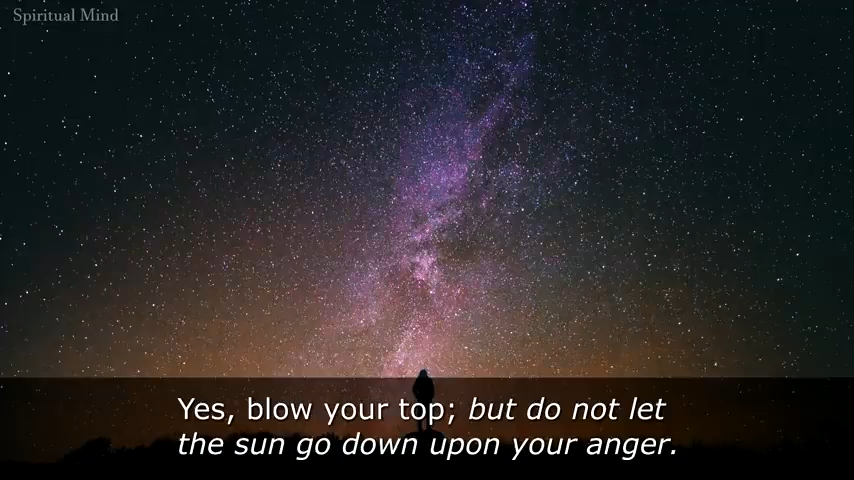 Spiritual Mind
Yes, blow your top; but do not let
the sun go down upon your anger.